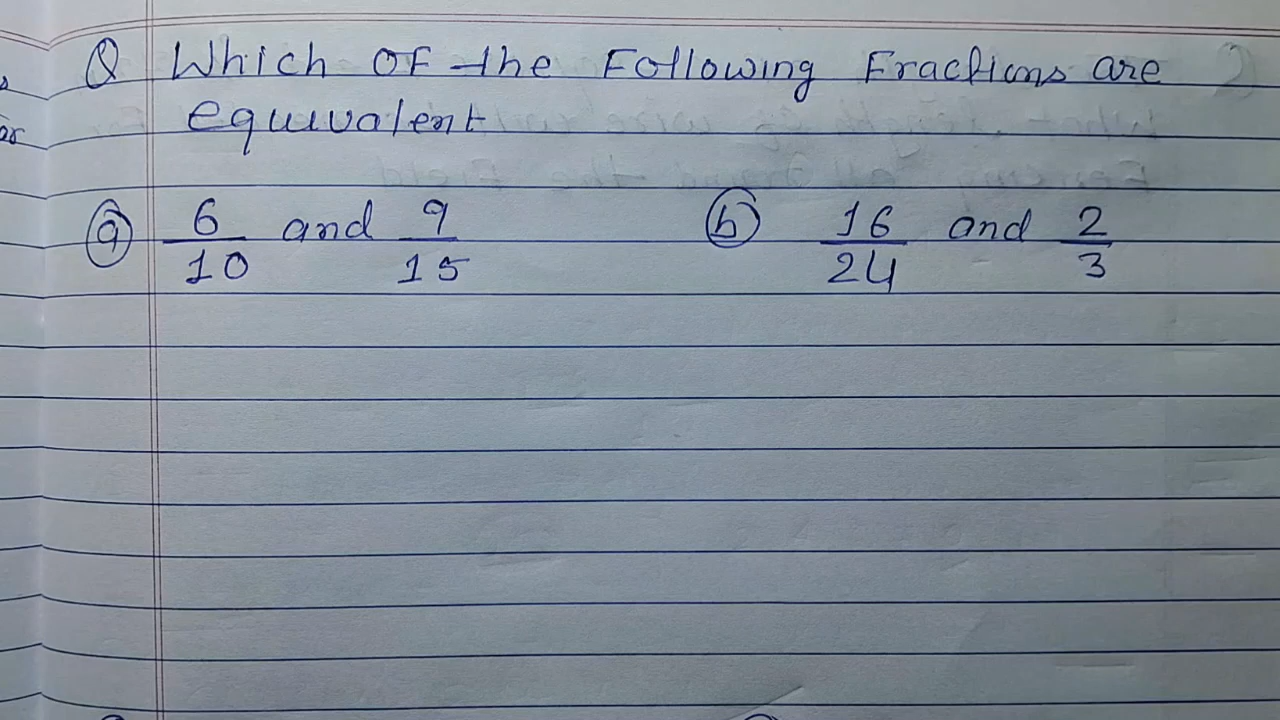 Q Which OF the Following Fractions are
equivalent
(a) 6/10 and 9/15 (b) 16/24 and 2/3